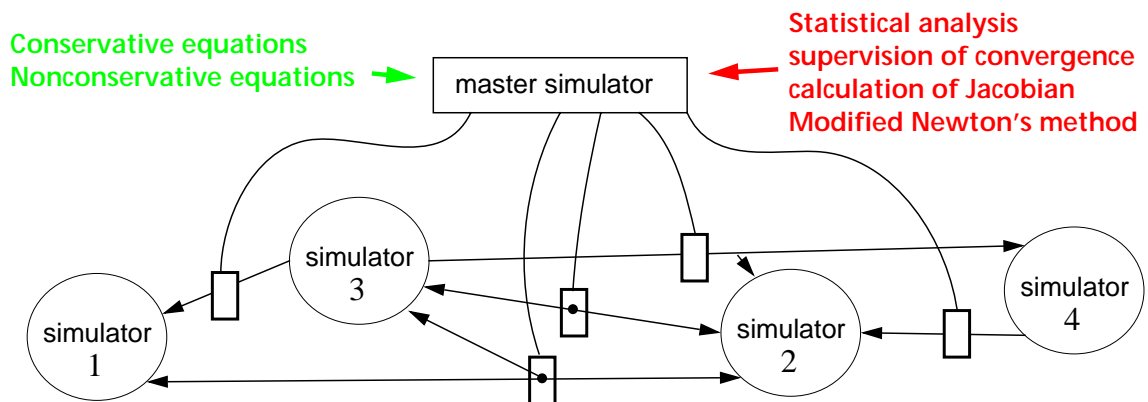 Conservative equations
Nonconservative equations
master simulator
Statistical analysis
supervision of convergence
calculation of Jacobian
Modified Newton's method
simulator
3
simulator
4
simulator
1
simulator
2